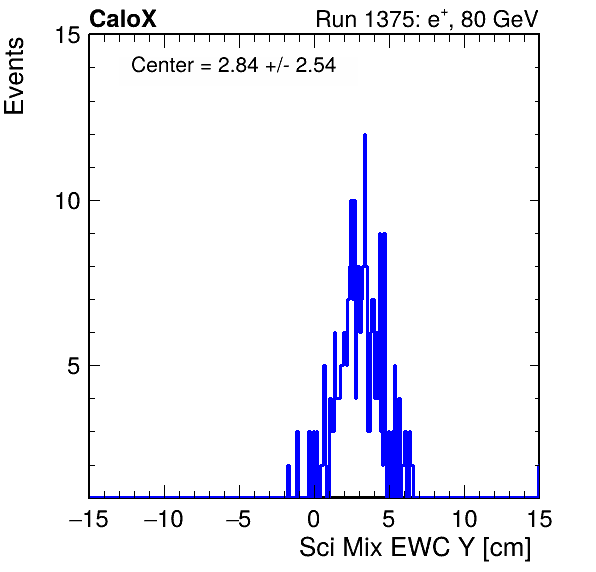 CaloX Run 1375: e⁺, 80 GeV
Center = 2.84 +/- 2.54
Events
15
10
5
−15 −10 −5 0 5 10 15
Sci Mix EWC Y [cm]